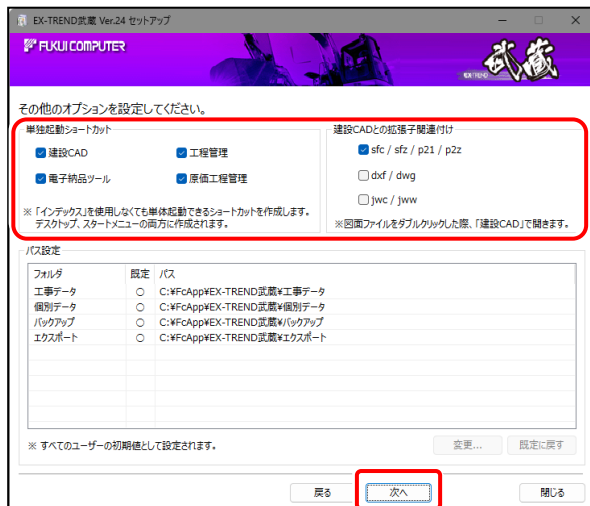 EX-TREND武蔵 Ver.24 セットアップ
FUKUI COMPUTER
EX-TREND 武蔵
その他のオプションを設定してください。
単独起動ショートカット
建設CAD
工程管理
電子納品ツール
原価工程管理
※「インデックス」を使用しなくても単体起動できるショートカットを作成します。
デスクトップ、スタートメニューの両方に作成されます。
建設CADとの拡張子関連付け
sfc / sfz / p21 / p2z
dxf / dwg
jwc / jww
※図面ファイルをダブルクリックした際、「建設CAD」で開きます。
パス設定
フォルダ 既定 パス
工事データ ○ C:¥FcApp¥EX-TREND武蔵¥工事データ
個別データ ○ C:¥FcApp¥EX-TREND武蔵¥個別データ
バックアップ ○ C:¥FcApp¥EX-TREND武蔵¥バックアップ
エクスポート ○ C:¥FcApp¥EX-TREND武蔵¥エクスポート
※ すべてのユーザーの初期値として設定されます。
変更... 既定に戻す
戻る 次へ 閉じる